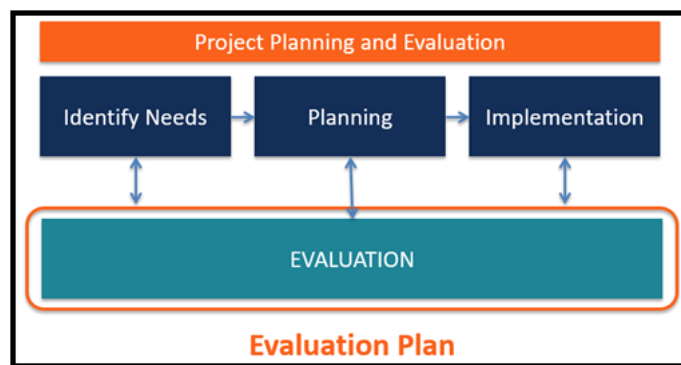 Project Planning and Evaluation
Identify Needs
Planning
Implementation
EVALUATION
Evaluation Plan